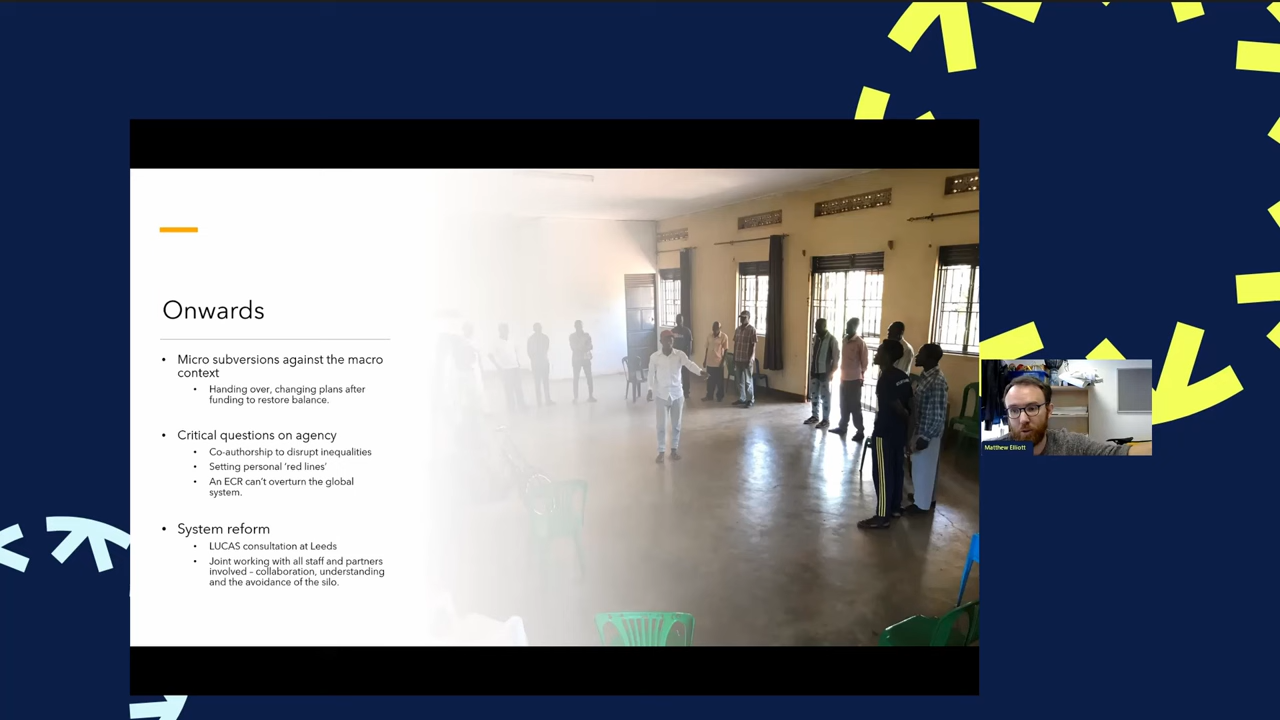 Onwards
• Micro subversions against the macro
context
• Handing over, changing plans after
funding to restore balance.
• Critical questions on agency
• Co-authorship to disrupt inequalities
• Setting personal ‘red lines’
• An ECR can’t overturn the global
system.
• System reform
• LUCAS consultation at Leeds
• Joint working with all staff and partners
involved – collaboration, understanding
and the avoidance of the silo.
Matthew Elliott